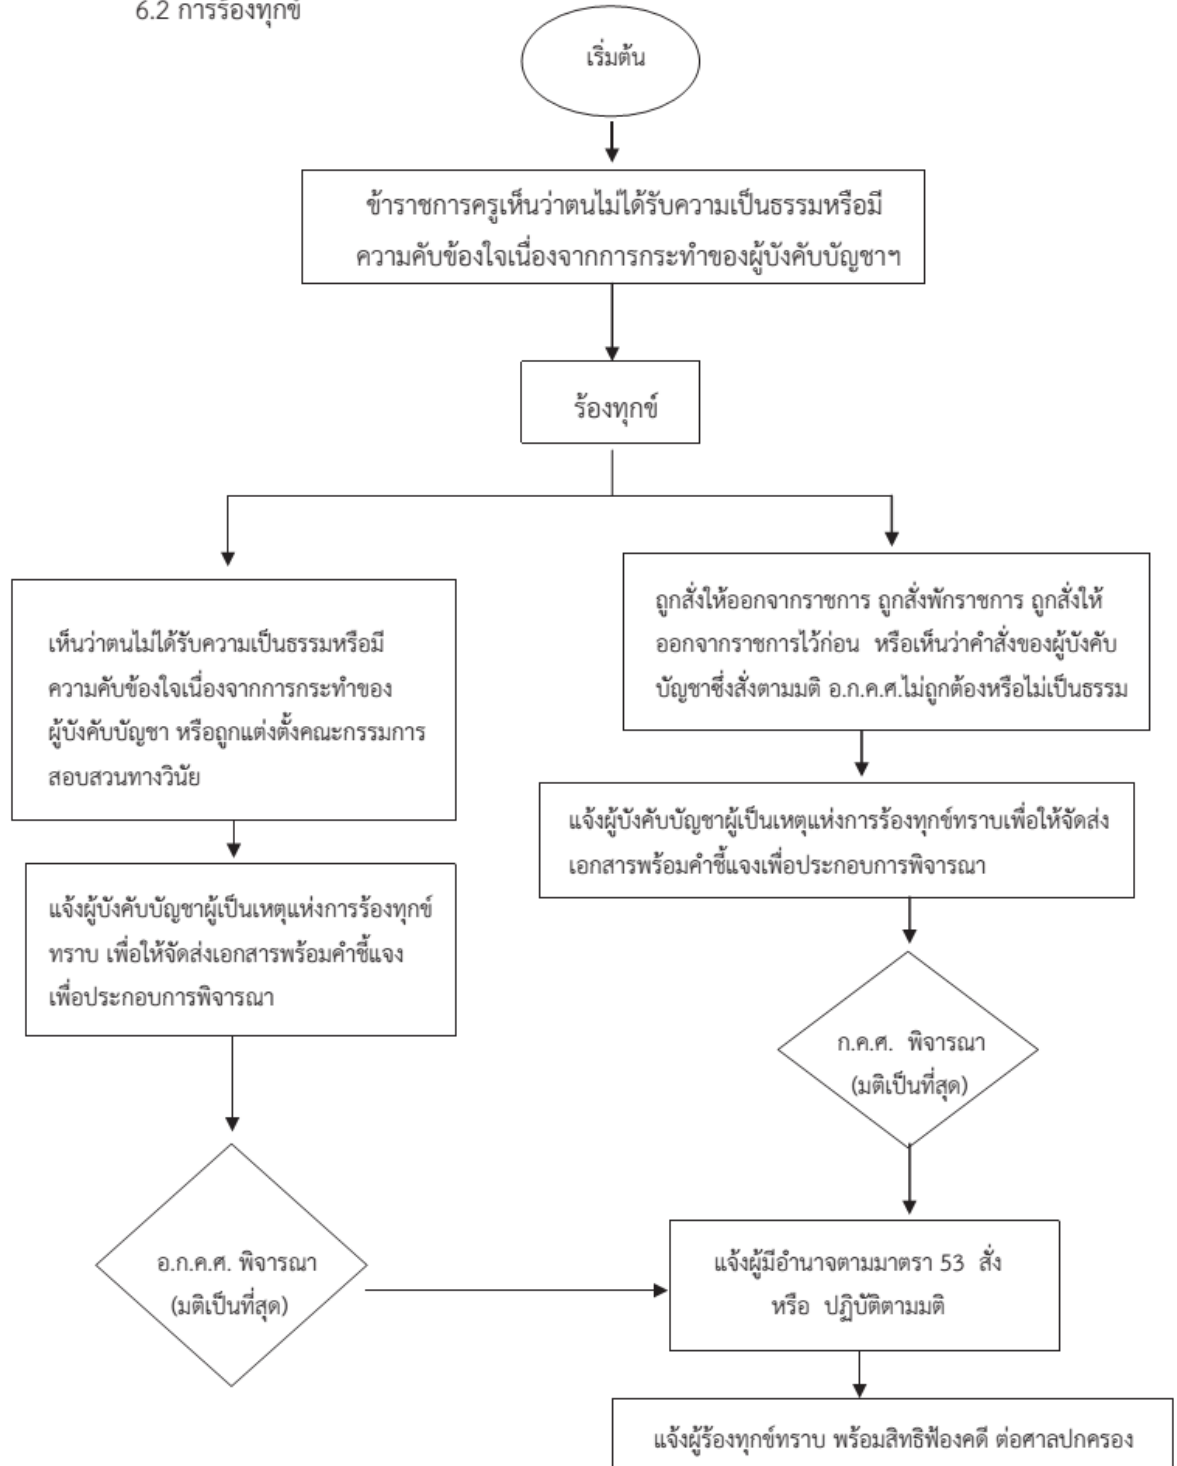 6.2 การร้องทุกข์
เริ่มต้น
ข้าราชการครูเห็นว่าตนไม่ได้รับความเป็นธรรมหรือมี
ความคับข้องใจเนื่องจากการกระทำของผู้บังคับบัญชาฯ
ร้องทุกข์
เห็นว่าตนไม่ได้รับความเป็นธรรมหรือมี
ความคับข้องใจเนื่องจากการกระทำของ
ผู้บังคับบัญชา หรือถูกแต่งตั้งคณะกรรมการ
สอบสวนทางวินัย
แจ้งผู้บังคับบัญชาผู้เป็นเหตุแห่งการร้องทุกข์
ทราบ เพื่อให้จัดส่งเอกสารพร้อมคำชี้แจง
เพื่อประกอบการพิจารณา
อ.ก.ค.ศ. พิจารณา
(มติเป็นที่สุด)
ถูกสั่งให้ออกจากราชการ ถูกสั่งพักราชการ ถูกสั่งให้
ออกจากราชการไว้ก่อน หรือเห็นว่าคำสั่งของผู้บังคับ
บัญชาซึ่งสั่งตามมติ อ.ก.ค.ศ.ไม่ถูกต้องหรือไม่เป็นธรรม
แจ้งผู้บังคับบัญชาผู้เป็นเหตุแห่งการร้องทุกข์ทราบเพื่อให้จัดส่ง
เอกสารพร้อมคำชี้แจงเพื่อประกอบการพิจารณา
ก.ค.ศ. พิจารณา
(มติเป็นที่สุด)
แจ้งผู้มีอำนาจตามมาตรา 53 สั่ง
หรือ ปฏิบัติตามมติ
แจ้งผู้ร้องทุกข์ทราบ พร้อมสิทธิฟ้องคดี ต่อศาลปกครอง